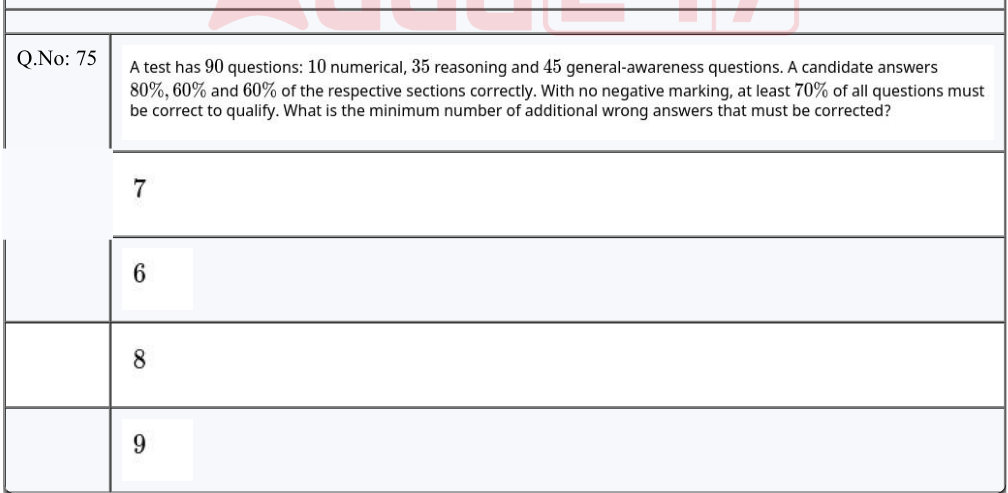 Q.No: 75
A test has 90 questions: 10 numerical, 35 reasoning and 45 general-awareness questions. A candidate answers
80%, 60% and 60% of the respective sections correctly. With no negative marking, at least 70% of all questions must
be correct to qualify. What is the minimum number of additional wrong answers that must be corrected?
7
6
8
9